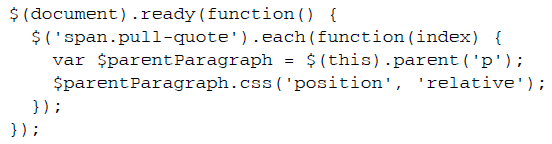 $(document).ready(function() {
  $('span.pull-quote').each(function(index) {
    var $parentParagraph = $(this).parent('p');
    $parentParagraph.css('position', 'relative');
  });
});